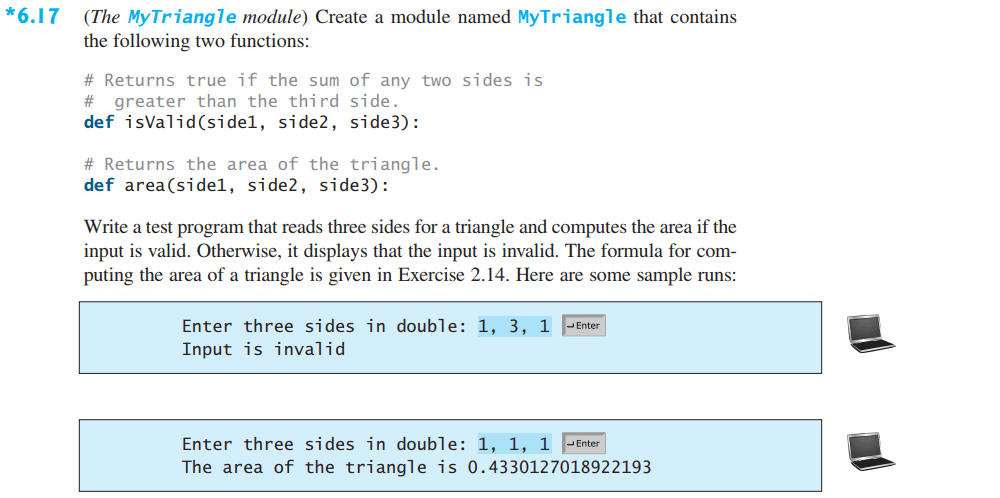 *6.17 (The MyTriangle module) Create a module named MyTriangle that contains
the following two functions:
# Returns true if the sum of any two sides is
#  greater than the third side.
def isValid(side1, side2, side3):
# Returns the area of the triangle.
def area(side1, side2, side3):
Write a test program that reads three sides for a triangle and computes the area if the
input is valid. Otherwise, it displays that the input is invalid. The formula for com-
puting the area of a triangle is given in Exercise 2.14. Here are some sample runs:
Enter three sides in double: 1, 3, 1 Enter
Input is invalid
Enter three sides in double: 1, 1, 1 Enter
The area of the triangle is 0.4330127018922193